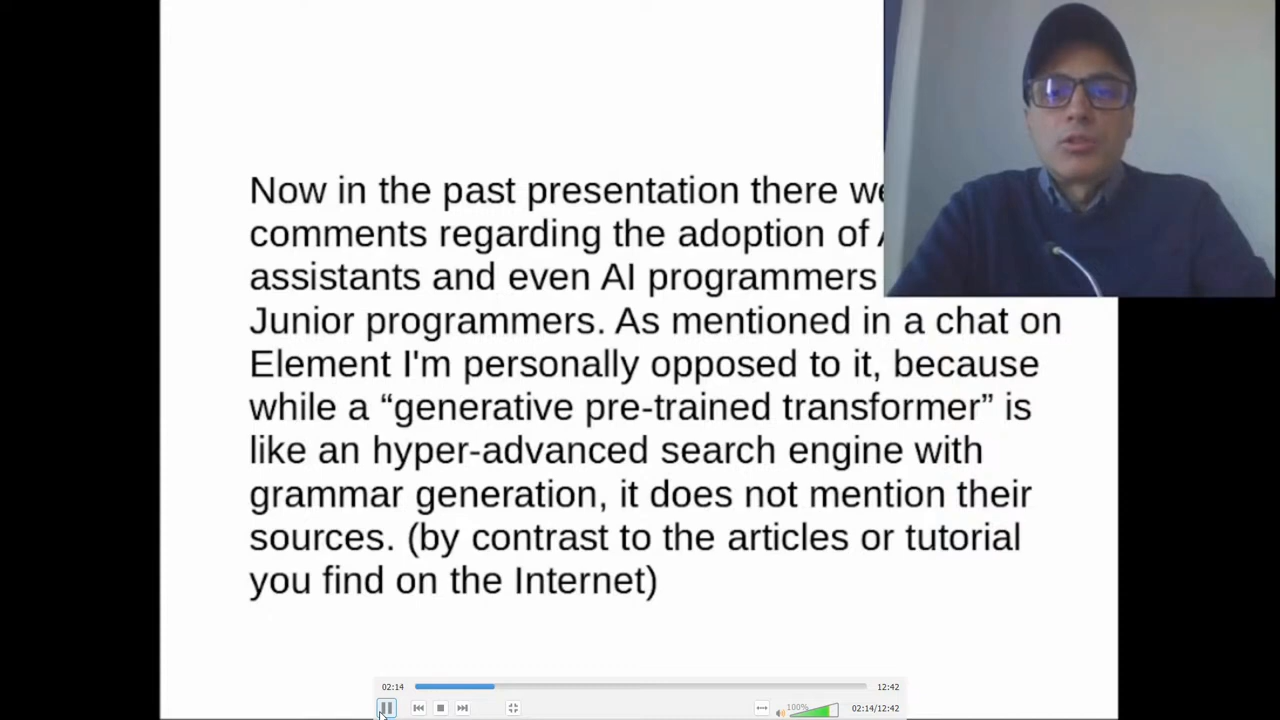 Now in the past presentation there
comments regarding the adoption of
assistants and even AI programmers
Junior programmers. As mentioned in a chat on
Element I'm personally opposed to it, because
while a “generative pre-trained transformer” is
like an hyper-advanced search engine with
grammar generation, it does not mention their
sources. (by contrast to the articles or tutorial
you find on the Internet)
02:14
12:42
100%
02:14/12:42